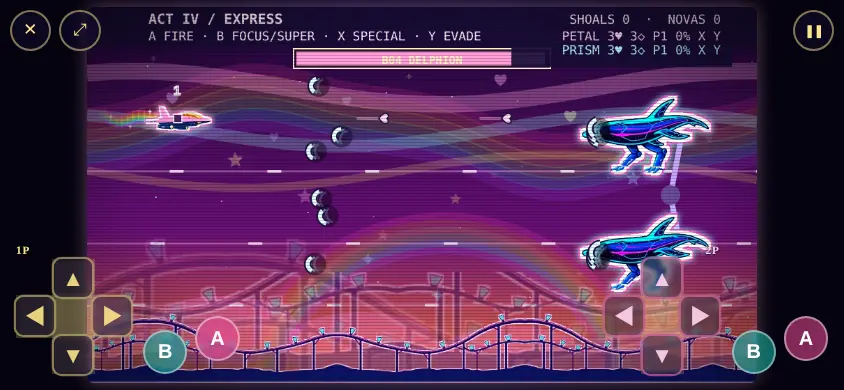 ACT IV / EXPRESS
SHOALS 0 · NOVAS 0
A FIRE · B FOCUS/SUPER · X SPECIAL · Y EVADE
PETAL 3♥ 3◇ P1 0% X Y
PRISM 3♥ 3◇ P1 0% X Y
B04 DELPHION
1
1P
2P
B
A
B
A